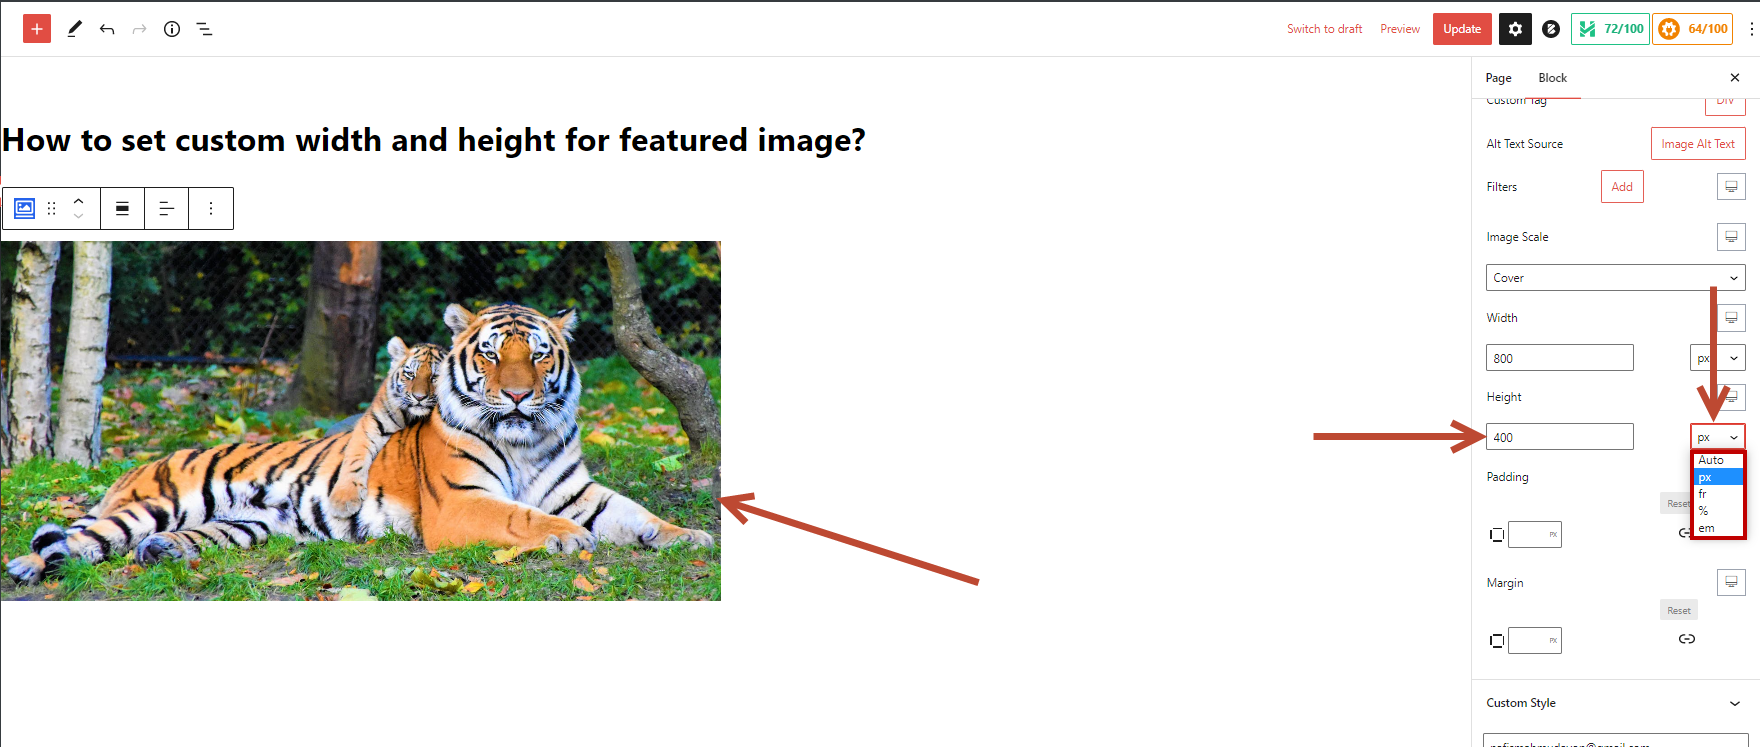 Switch to draft Preview Update 72/100 64/100
Page Block
Custom Tag DIV
How to set custom width and height for featured image?
Alt Text Source Image Alt Text
Filters Add
Image Scale
Cover
Width
800 px
Height
400 px
Auto
px
fr
%
em
Padding
Reset
PX
Margin
Reset
PX
Custom Style